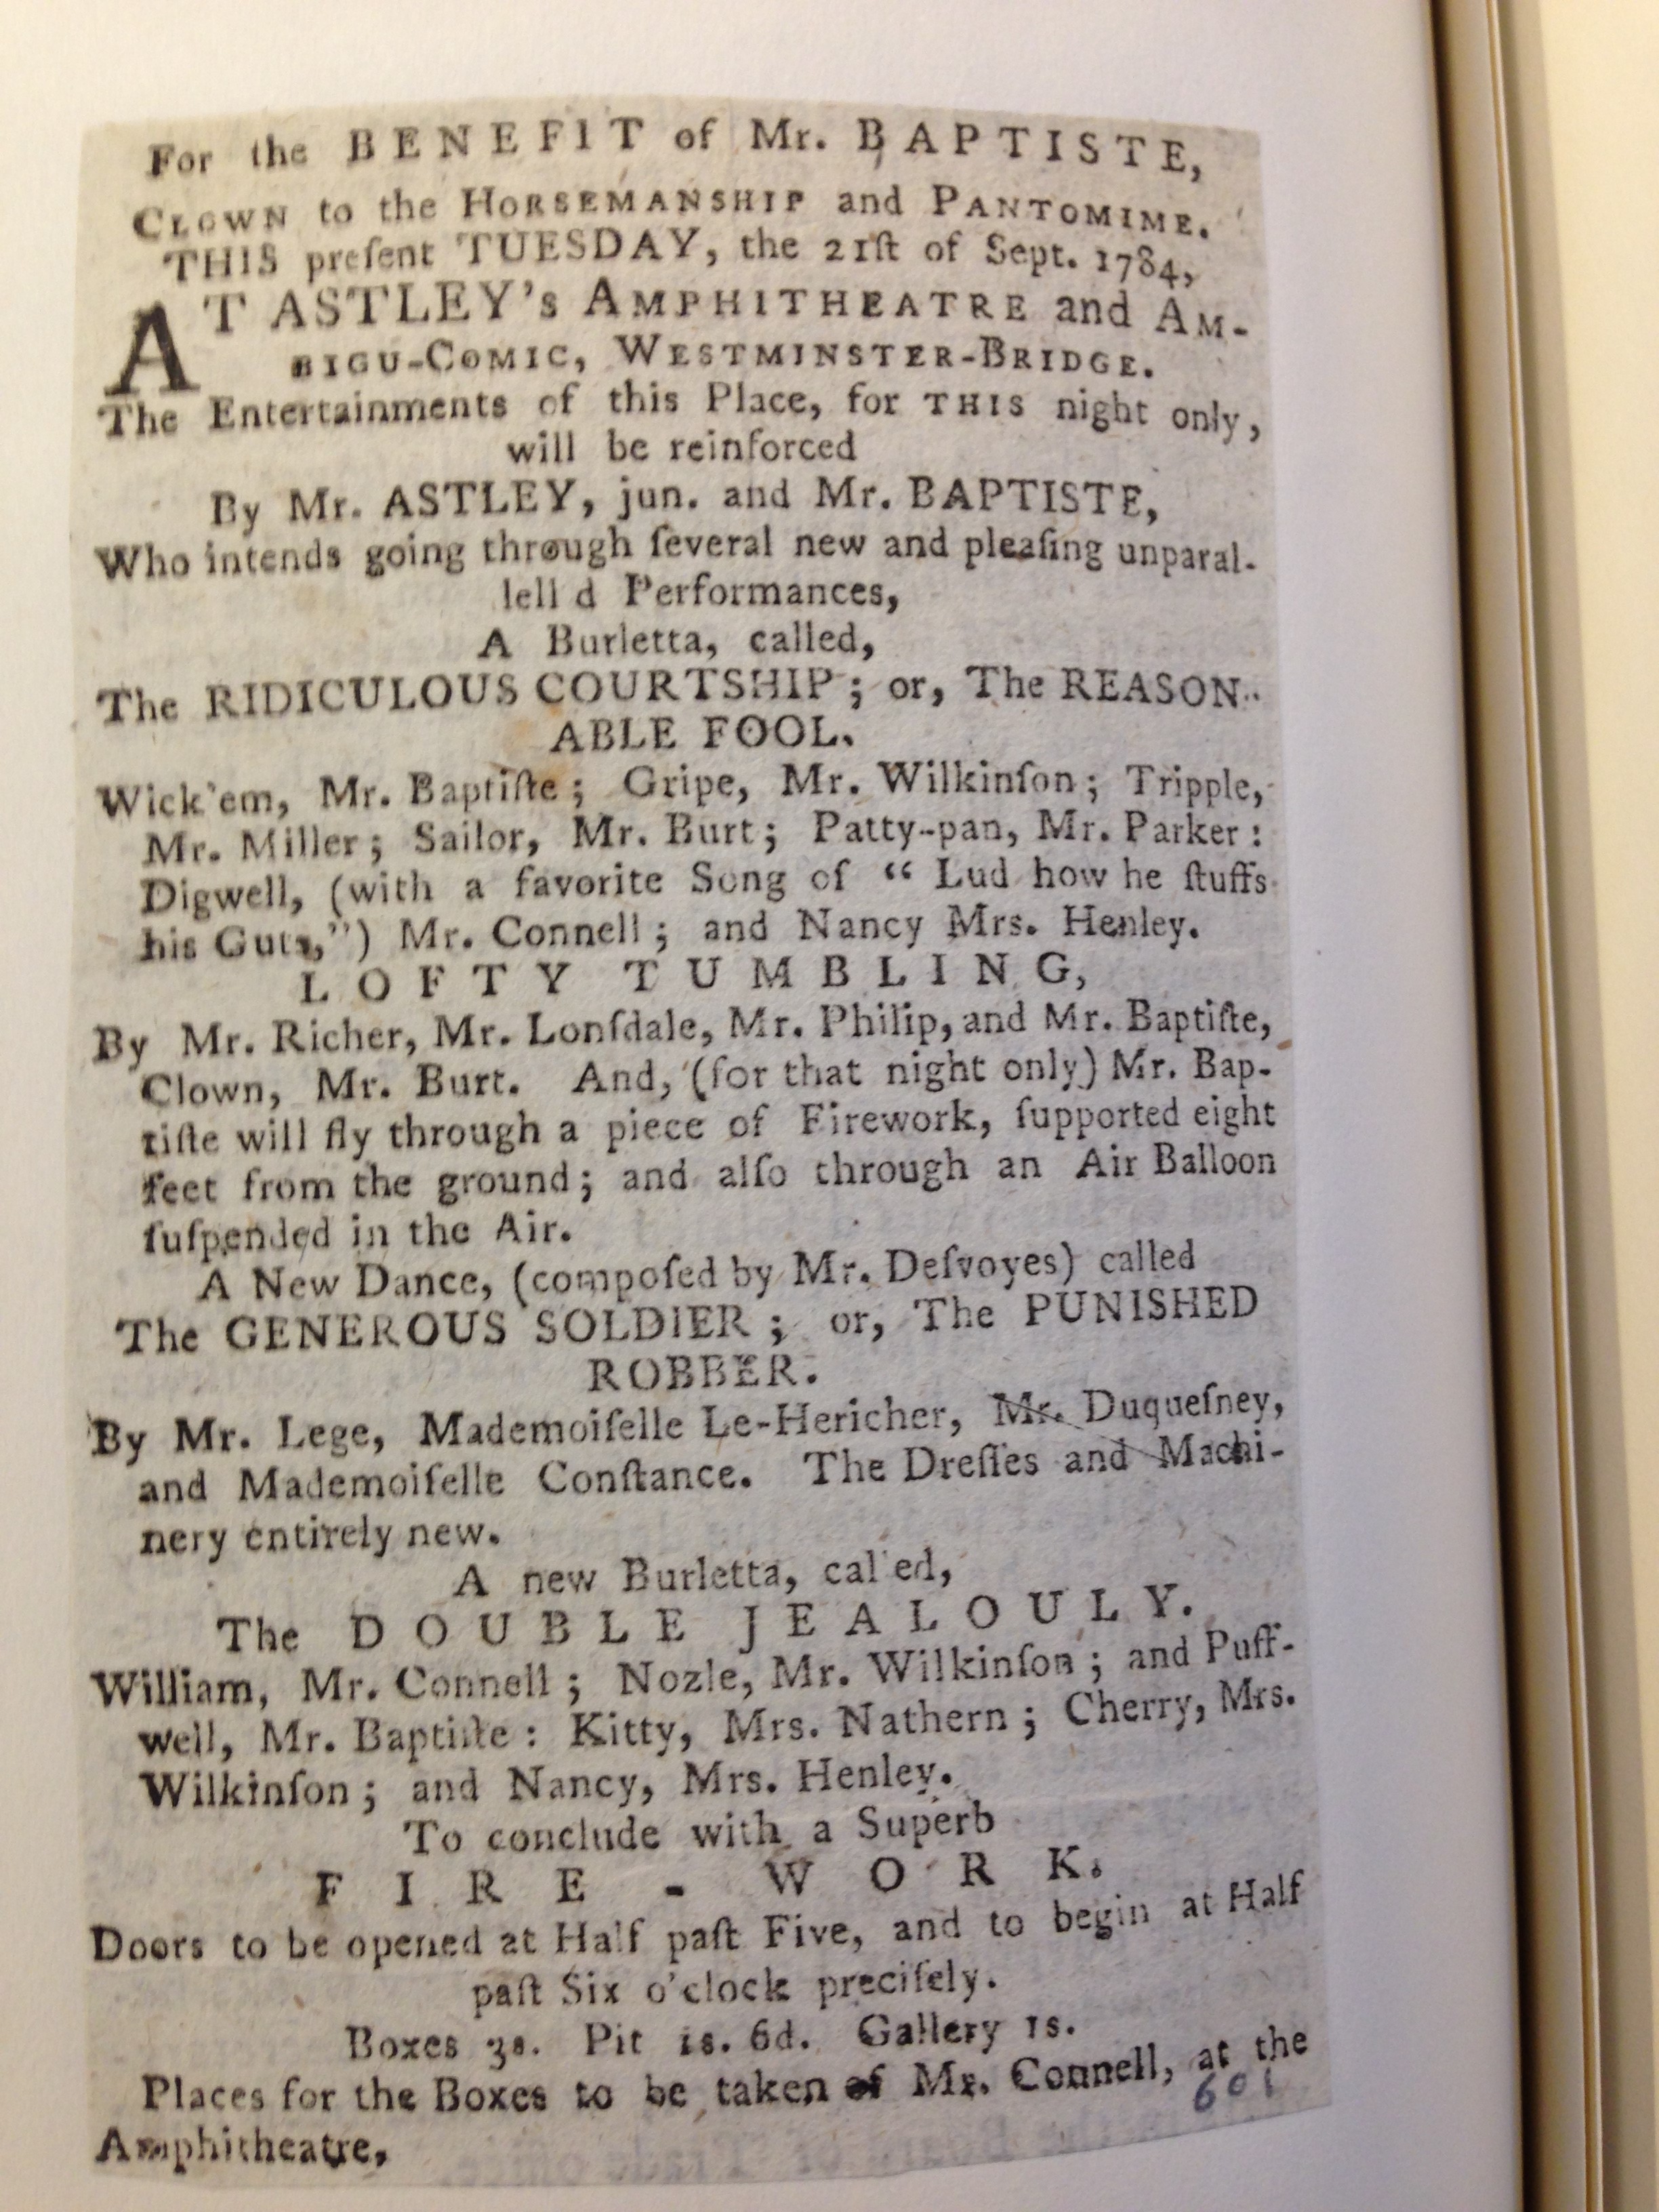 For the BENEFIT of Mr. BAPTISTE,
CLOWN to the HORSEMANSHIP and PANTOMIME.
THIS preſent TUESDAY, the 21ſt of Sept. 1784,
AT ASTLEY's AMPHITHEATRE and AM-
BIGU-COMIC, WESTMINSTER-BRIDGE.
The Entertainments of this Place, for THIS night only,
will be reinforced
By Mr. ASTLEY, jun. and Mr. BAPTISTE,
Who intends going through ſeveral new and pleaſing unparal-
lell d Performances,
A Burletta, called,
The RIDICULOUS COURTSHIP; or, The REASON-
ABLE FOOL.
Wick'em, Mr. Baptiſte; Gripe, Mr. Wilkinſon; Tripple,
Mr. Miller; Sailor, Mr. Burt; Patty-pan, Mr. Parker:
Digwell, (with a favorite Song of “ Lud how he ſtuffs
his Guts,”) Mr. Connell; and Nancy Mrs. Henley.
LOFTY TUMBLING,
By Mr. Richer, Mr. Lonſdale, Mr. Philip, and Mr. Baptiſte,
Clown, Mr. Burt. And, (for that night only) Mr. Bap-
tiſte will fly through a piece of Firework, ſupported eight
feet from the ground; and alſo through an Air Balloon
ſuſpended in the Air.
A New Dance, (compoſed by Mr. Deſvoyes) called
The GENEROUS SOLDIER; or, The PUNISHED
ROBBER.
By Mr. Lege, Mademoiſelle Le-Hericher, Mr. Duqueſney,
and Mademoiſelle Conſtance. The Dreſſes and Machi-
nery entirely new.
A new Burletta, cal ed,
The DOUBLE JEALOULY.
William, Mr. Connell; Nozle, Mr. Wilkinſon; and Puff-
well, Mr. Baptiſte: Kitty, Mrs. Nathern; Cherry, Mrs.
Wilkinſon; and Nancy, Mrs. Henley.
To conclude with a Superb
FIRE-WORK.
Doors to be opened at Half paſt Five, and to begin at Half
paſt Six o'clock preciſely.
Boxes 3s. Pit 1s. 6d. Gallery 1s.
Places for the Boxes to be taken of Mr. Connell, at the
601
Amphitheatre,